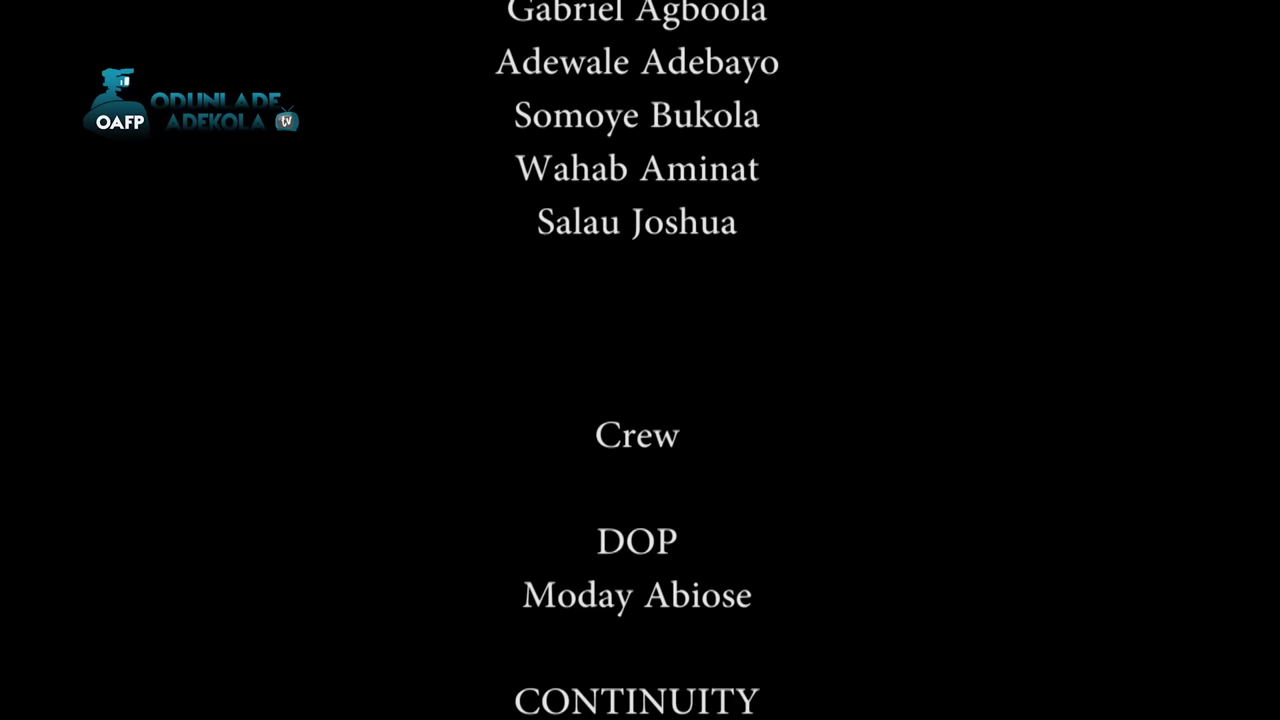 Gabriel Agboola
Adewale Adebayo
Somoye Bukola
Wahab Aminat
Salau Joshua
OAFP
ODUNLADE
ADEKOLA tv
Crew
DOP
Moday Abiose
CONTINUITY